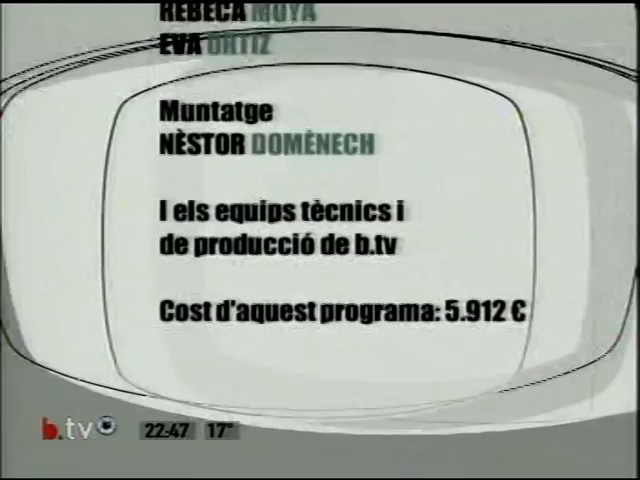 REBECA MOYA
EVA ORTIZ
Muntatge
NÈSTOR DOMÈNECH
I els equips tècnics i
de producció de b.tv
Cost d'aquest programa: 5.912 €
b.tv
22:47 17°